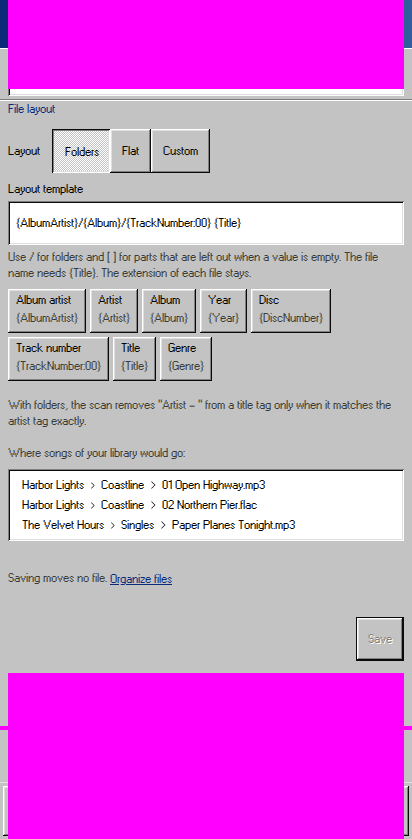 File layout
Layout Folders Flat Custom
Layout template
{AlbumArtist}/{Album}/{TrackNumber:00} {Title}
Use / for folders and [ ] for parts that are left out when a value is empty. The file
name needs {Title}. The extension of each file stays.
Album artist Artist Album Year Disc
{AlbumArtist} {Artist} {Album} {Year} {DiscNumber}
Track number Title Genre
{TrackNumber:00} {Title} {Genre}
With folders, the scan removes "Artist – " from a title tag only when it matches the
artist tag exactly.
Where songs of your library would go:
Harbor Lights > Coastline > 01 Open Highway.mp3
Harbor Lights > Coastline > 02 Northern Pier.flac
The Velvet Hours > Singles > Paper Planes Tonight.mp3
Saving moves no file. Organize files
Save